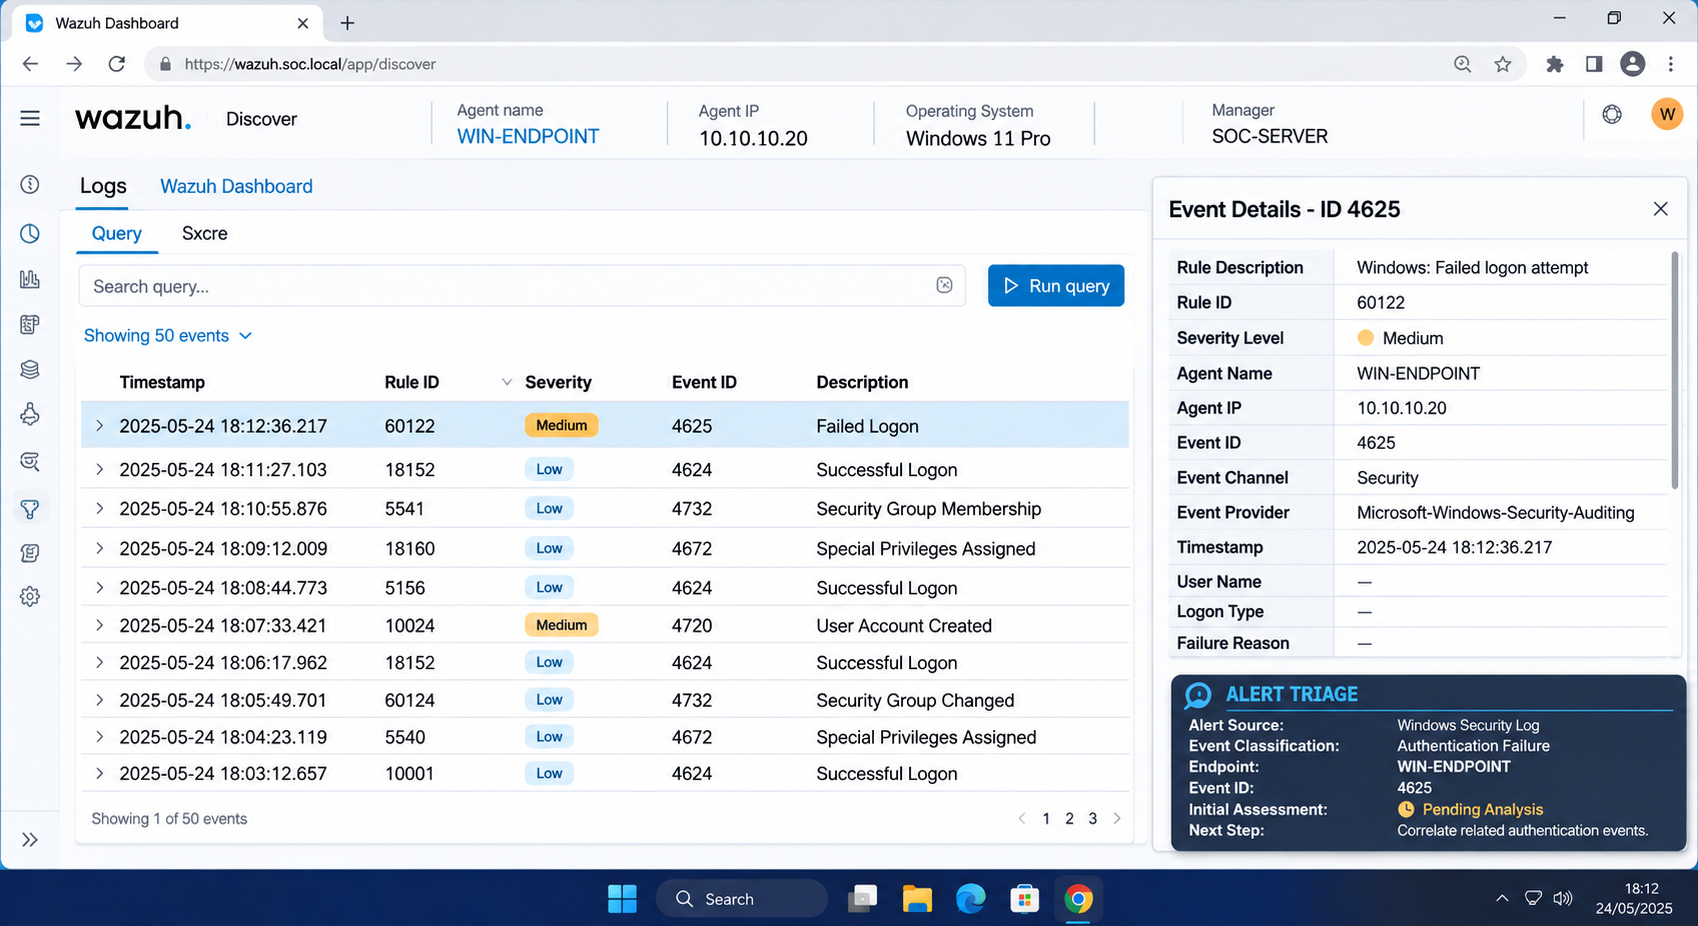 Wazuh Dashboard
https://wazuh.soc.local/app/discover
wazuh.
Discover
Agent name
WIN-ENDPOINT
Agent IP
10.10.10.20
Operating System
Windows 11 Pro
Manager
SOC-SERVER
W
Logs
Wazuh Dashboard
Query
Sxcre
Search query...
Run query
Showing 50 events
Timestamp Rule ID Severity Event ID Description
2025-05-24 18:12:36.217 60122 Medium 4625 Failed Logon
2025-05-24 18:11:27.103 18152 Low 4624 Successful Logon
2025-05-24 18:10:55.876 5541 Low 4732 Security Group Membership
2025-05-24 18:09:12.009 18160 Low 4672 Special Privileges Assigned
2025-05-24 18:08:44.773 5156 Low 4624 Successful Logon
2025-05-24 18:07:33.421 10024 Medium 4720 User Account Created
2025-05-24 18:06:17.962 18152 Low 4624 Successful Logon
2025-05-24 18:05:49.701 60124 Low 4732 Security Group Changed
2025-05-24 18:04:23.119 5540 Low 4672 Special Privileges Assigned
2025-05-24 18:03:12.657 10001 Low 4624 Successful Logon
Showing 1 of 50 events
1 2 3
Event Details - ID 4625
Rule Description Windows: Failed logon attempt
Rule ID 60122
Severity Level Medium
Agent Name WIN-ENDPOINT
Agent IP 10.10.10.20
Event ID 4625
Event Channel Security
Event Provider Microsoft-Windows-Security-Auditing
Timestamp 2025-05-24 18:12:36.217
User Name —
Logon Type —
Failure Reason —
ALERT TRIAGE
Alert Source: Windows Security Log
Event Classification: Authentication Failure
Endpoint: WIN-ENDPOINT
Event ID: 4625
Initial Assessment: Pending Analysis
Next Step: Correlate related authentication events.
Search
18:12
24/05/2025